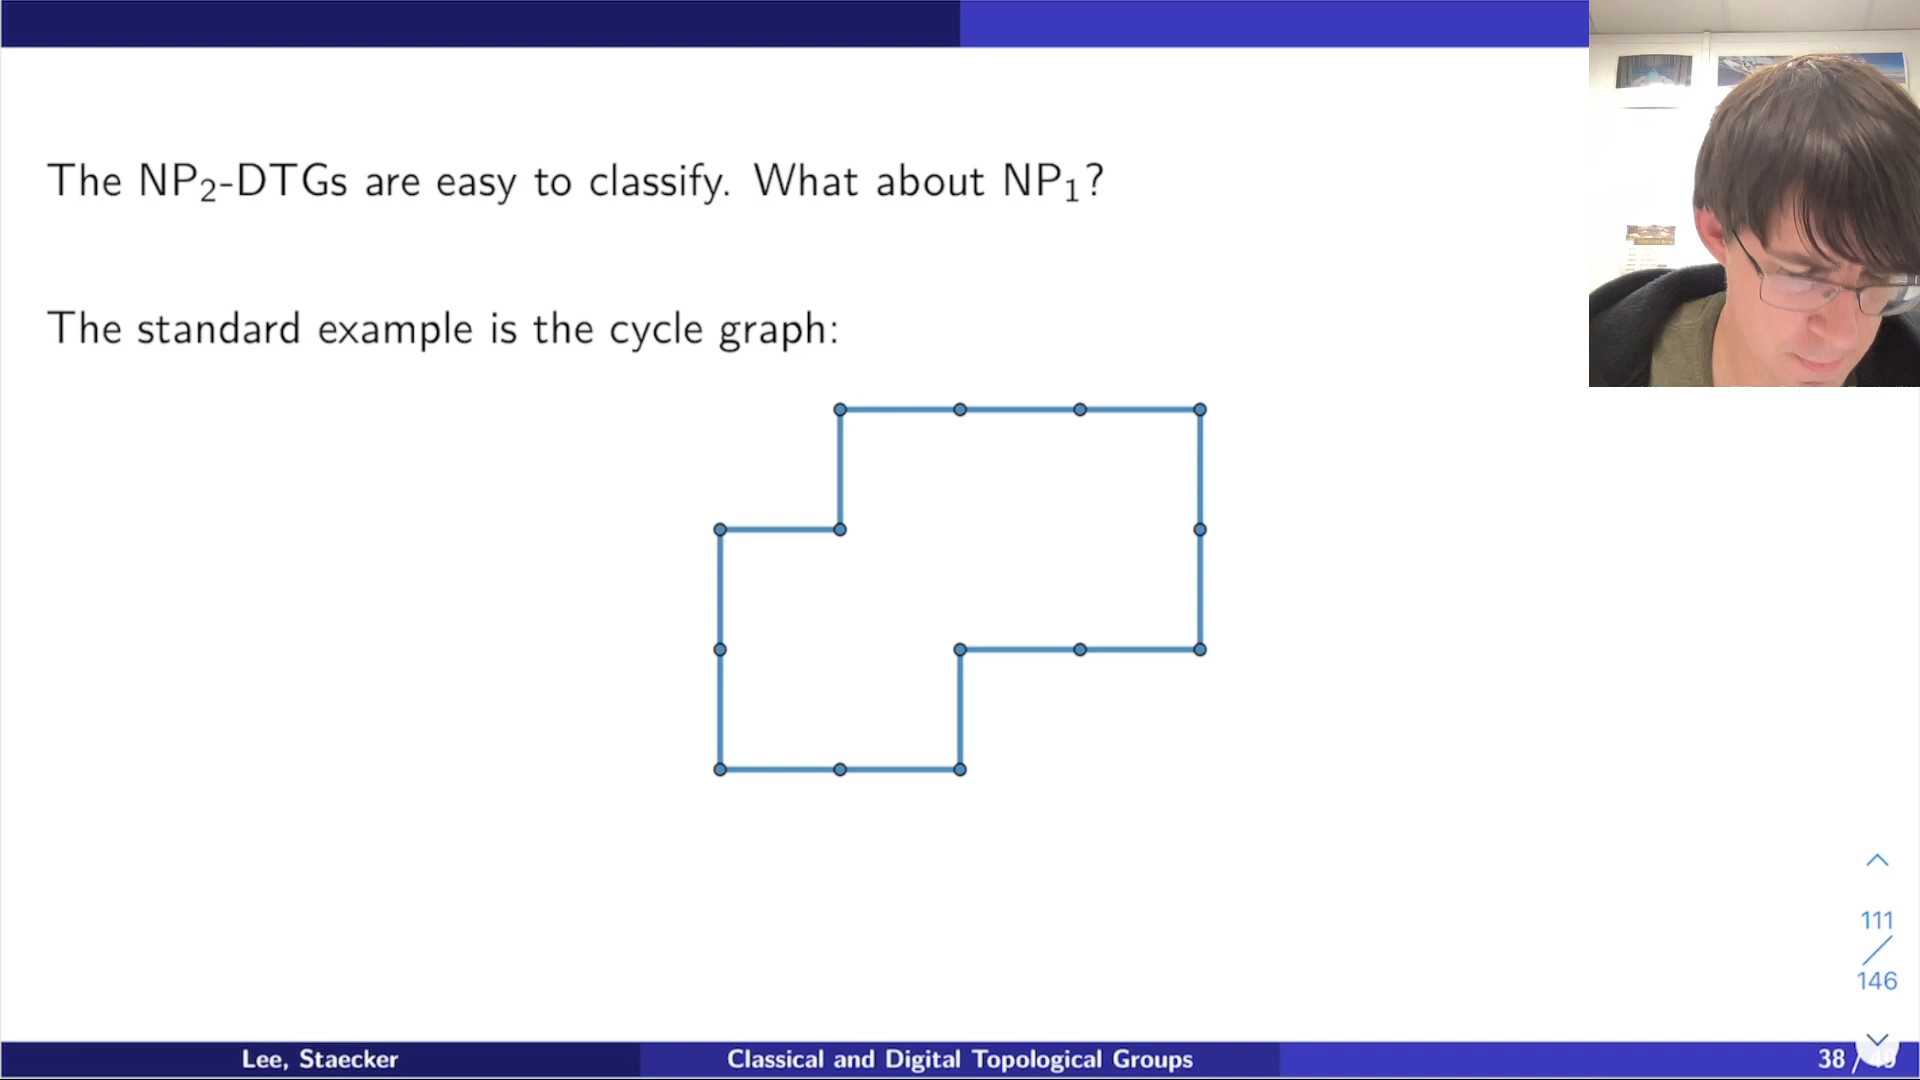 The NP₂-DTGs are easy to classify. What about NP₁?
The standard example is the cycle graph:
111
146
Lee, Staecker
Classical and Digital Topological Groups
38 /